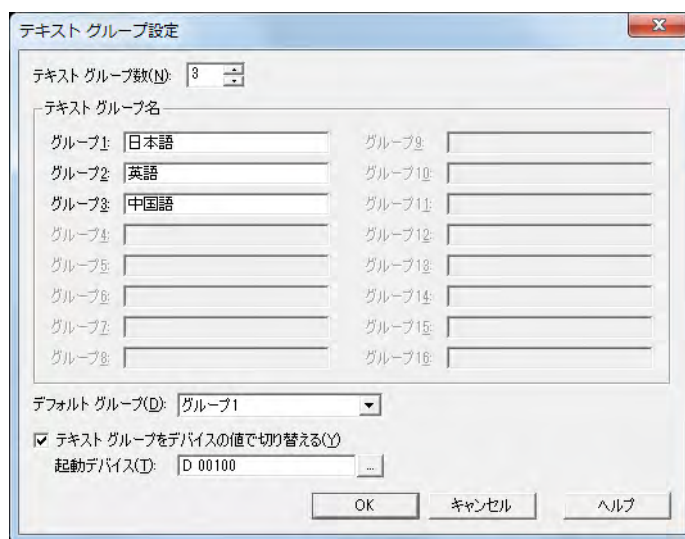 テキスト グループ設定
テキスト グループ数(N): 3
テキスト グループ名
グループ1: 日本語
グループ2: 英語
グループ3: 中国語
グループ4:
グループ5:
グループ6:
グループ7:
グループ8:
グループ9:
グループ10:
グループ11:
グループ12:
グループ13:
グループ14:
グループ15:
グループ16:
デフォルト グループ(D): グループ1
テキスト グループをデバイスの値で切り替える(Y)
起動デバイス(T): D 00100 ...
OK キャンセル ヘルプ